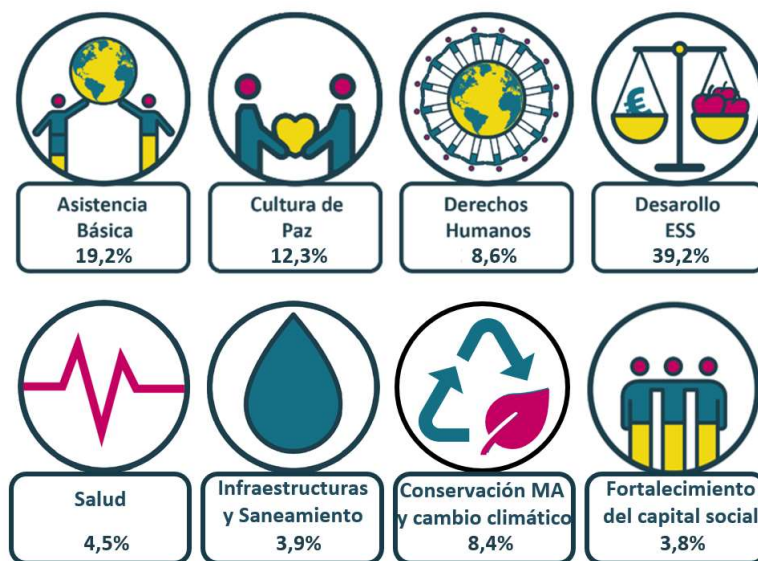 Asistencia
Básica
19,2%
Cultura de
Paz
12,3%
Derechos
Humanos
8,6%
Desarollo
ESS
39,2%
Salud
4,5%
Infraestructuras
y Saneamiento
3,9%
Conservación MA
y cambio climático
8,4%
Fortalecimiento
del capital social
3,8%